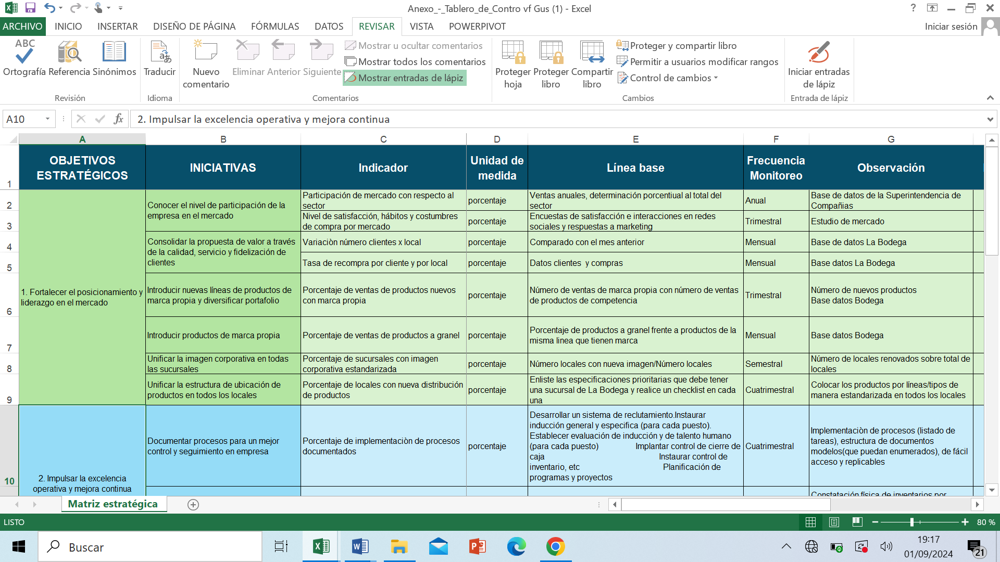 Anexo_-_Tablero_de_Contro vf Gus (1) - Excel
?
ARCHIVO INICIO INSERTAR DISEÑO DE PÁGINA FÓRMULAS DATOS REVISAR VISTA POWERPIVOT Iniciar sesión
ABC
Ortografía Referencia Sinónimos
Revisión
Traducir
Idioma
Nuevo
comentario
Eliminar Anterior Siguiente
Mostrar u ocultar comentarios
Mostrar todos los comentarios
Mostrar entradas de lápiz
Comentarios
Proteger
hoja
Proteger
libro
Compartir
libro
Proteger y compartir libro
Permitir a usuarios modificar rangos
Control de cambios
Cambios
Iniciar entradas
de lápiz
Entrada de lápiz
A10
fx
2. Impulsar la excelencia operativa y mejora continua
A B C D E F G
1
OBJETIVOS
ESTRATÉGICOS
INICIATIVAS
Indicador
Unidad de
medida
Línea base
Frecuencia
Monitoreo
Observación
1. Fortalecer el posicionamiento y
liderazgo en el mercado
2
Conocer el nivel de participación de la
empresa en el mercado
Participación de mercado con respecto al
sector
porcentaje
Ventas anuales, determinación porcentiual al total del
sector
Anual
Base de datos de la Superintendencia de
Compañias
3
Nivel de satisfacción, hábitos y costumbres
de compra por mercado
porcentaje
Encuestas de satisfacción e interacciones en redes
sociales y respuestas a marketing
Trimestral
Estudio de mercado
4
Consolidar la propuesta de valor a través
de la calidad, servicio y fidelización de
clientes
Variaciòn número clientes x local
porcentaje
Comparado con el mes anterior
Mensual
Base de datos La Bodega
5
Tasa de recompra por cliente y por local
porcentaje
Datos clientes  y compras
Mensual
Base datos La Bodega
6
Introducir nuevas líneas de productos de
marca propia y diversificar portafolio
Porcentaje de ventas de productos nuevos
con marca propia
porcentaje
Número de ventas de marca propia con número de ventas
de productos de competencia
Trimestral
Número de nuevos productos
Base datos Bodega
7
Introducir productos de marca propia
Porcentaje de ventas de productos a granel
porcentaje
Porcentaje de productos a granel frente a productos de la
misma linea que tienen marca
Mensual
Base datos Bodega
8
Unificar la imagen corporativa en todas
las sucursales
Porcentaje de sucursales con imagen
corporativa estandarizada
porcentaje
Número locales con nueva imagen/Número locales
Semestral
Número de locales renovados sobre total de
locales
9
Unificar la estructura de ubicación de
productos en todos los locales
Porcentaje de locales con nueva distribución
de productos
porcentaje
Enliste las especificaciones prioritarias que debe tener
una sucursal de La Bodega y realice un checklist en cada
una
Cuatrimestral
Colocar los productos por líneas/tipos de
manera estandarizada en todos los locales
10
2. Impulsar la excelencia
operativa y mejora continua
Documentar procesos para un mejor
control y seguimiento en empresa
Porcentaje de implementaciòn de procesos
documentados
porcentaje
Desarrollar un sistema de reclutamiento.Instaurar
inducción general y especifica (para cada puesto).
Establecer evaluación de inducción y de talento humano
(para cada puesto) Implantar control de cierre de
caja Instaurar control de
inventario, etc Planificación de
programas y proyectos
Cuatrimestral
Implementaciòn de procesos (listado de
tareas), estructura de documentos
modelos(que puedan enumerados), de fácil
acceso y replicables
Constatación física de inventarios por
Matriz estratégica
LISTO
80 %
Buscar
19:17
01/09/2024
21